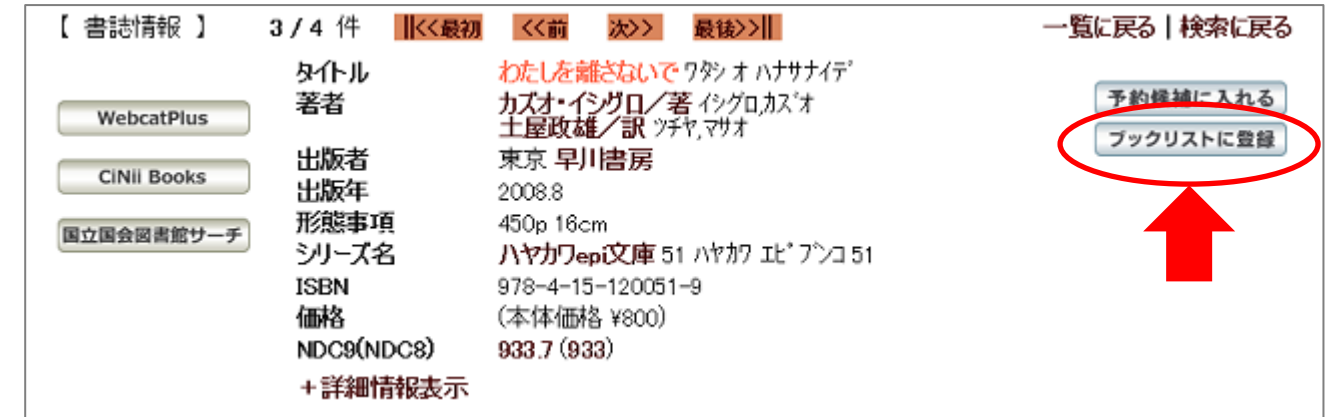 【 書誌情報 】 3 / 4 件 ||<<最初 <<前 次>> 最後>>|| 一覧に戻る | 検索に戻る
タイトル わたしを離さないで ワタシ オ ハナサナイデ
著者 カズオ・イシグロ/著 イシグロ,カズオ
土屋政雄/訳 ツチヤ,マサオ
出版者 東京 早川書房
出版年 2008.8
形態事項 450p 16cm
シリーズ名 ハヤカワepi文庫 51 ハヤカワ エピ ブンコ 51
ISBN 978-4-15-120051-9
価格 (本体価格 ¥800)
NDC9(NDC8) 933.7 (933)
+詳細情報表示
WebcatPlus
CiNii Books
国立国会図書館サーチ
予約候補に入れる
ブックリストに登録